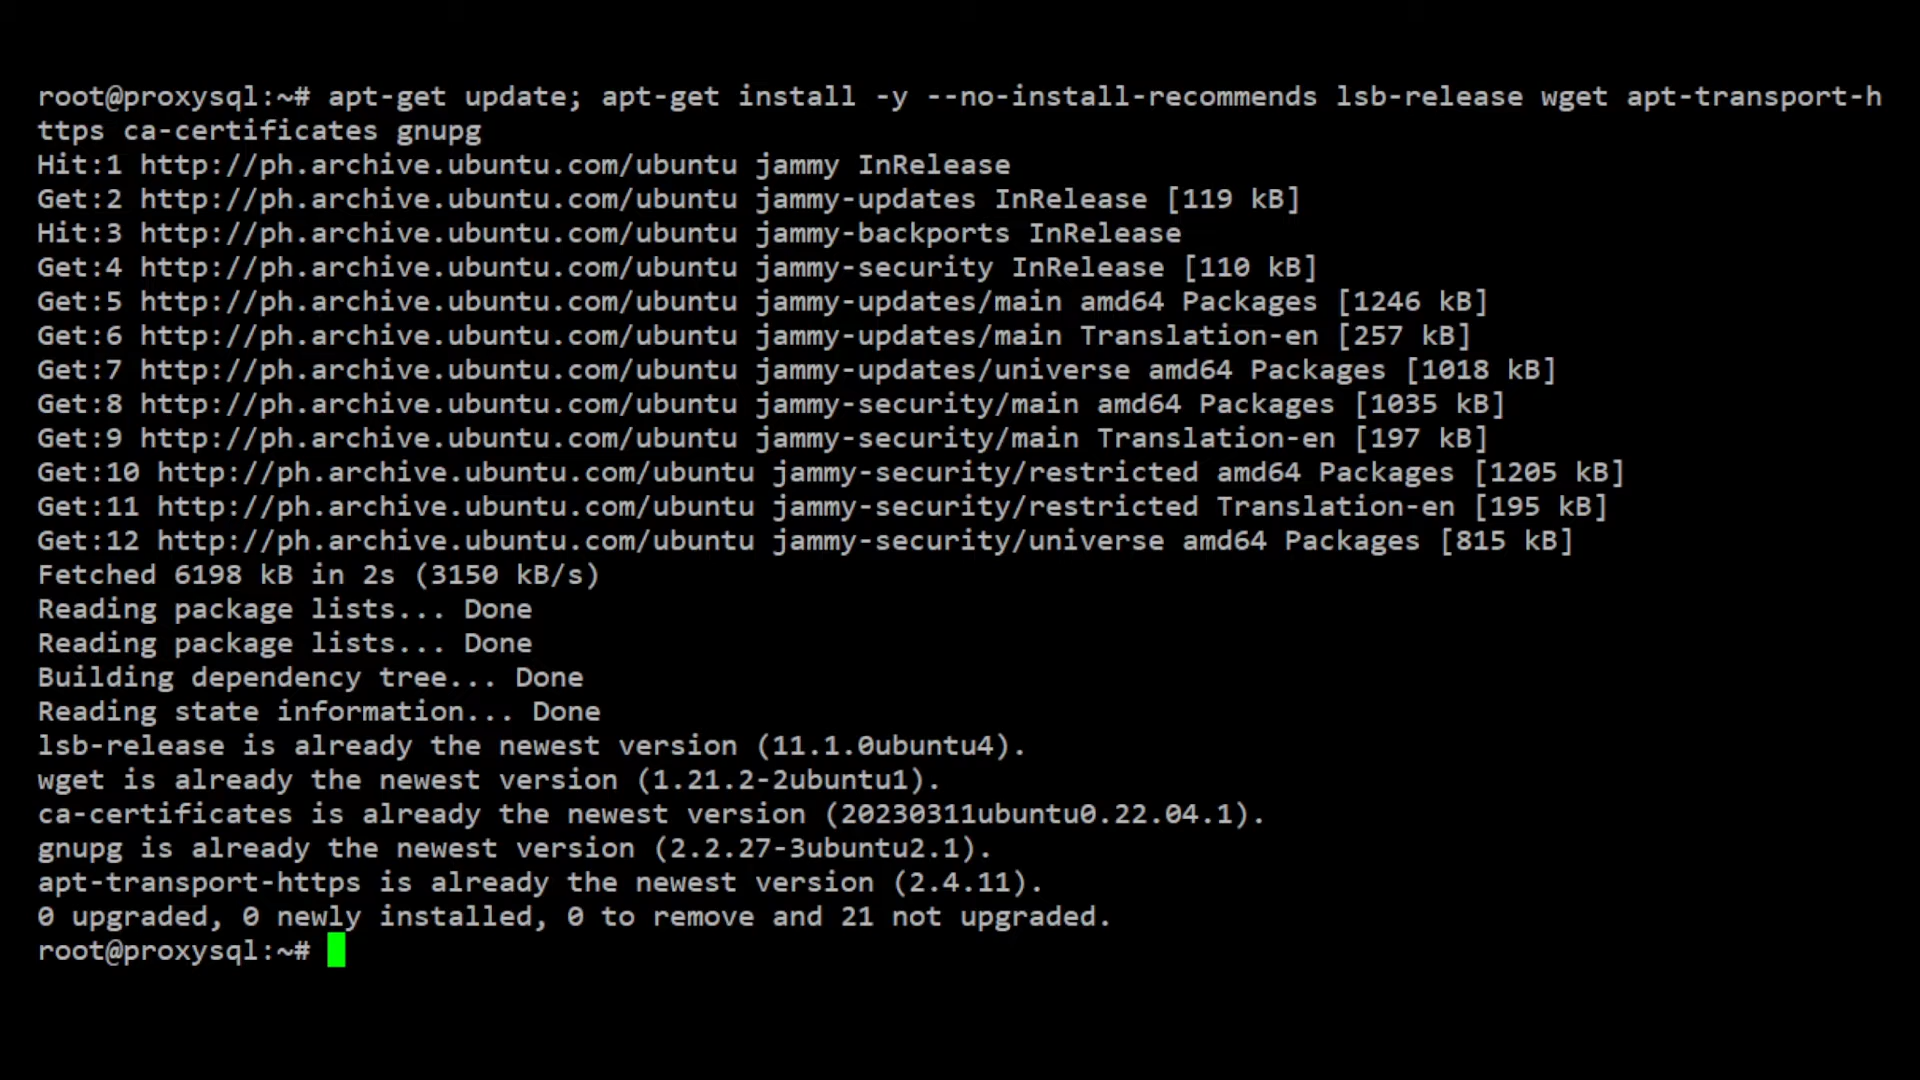 root@proxysql:~# apt-get update; apt-get install -y --no-install-recommends lsb-release wget apt-transport-h
ttps ca-certificates gnupg
Hit:1 http://ph.archive.ubuntu.com/ubuntu jammy InRelease
Get:2 http://ph.archive.ubuntu.com/ubuntu jammy-updates InRelease [119 kB]
Hit:3 http://ph.archive.ubuntu.com/ubuntu jammy-backports InRelease
Get:4 http://ph.archive.ubuntu.com/ubuntu jammy-security InRelease [110 kB]
Get:5 http://ph.archive.ubuntu.com/ubuntu jammy-updates/main amd64 Packages [1246 kB]
Get:6 http://ph.archive.ubuntu.com/ubuntu jammy-updates/main Translation-en [257 kB]
Get:7 http://ph.archive.ubuntu.com/ubuntu jammy-updates/universe amd64 Packages [1018 kB]
Get:8 http://ph.archive.ubuntu.com/ubuntu jammy-security/main amd64 Packages [1035 kB]
Get:9 http://ph.archive.ubuntu.com/ubuntu jammy-security/main Translation-en [197 kB]
Get:10 http://ph.archive.ubuntu.com/ubuntu jammy-security/restricted amd64 Packages [1205 kB]
Get:11 http://ph.archive.ubuntu.com/ubuntu jammy-security/restricted Translation-en [195 kB]
Get:12 http://ph.archive.ubuntu.com/ubuntu jammy-security/universe amd64 Packages [815 kB]
Fetched 6198 kB in 2s (3150 kB/s)
Reading package lists... Done
Reading package lists... Done
Building dependency tree... Done
Reading state information... Done
lsb-release is already the newest version (11.1.0ubuntu4).
wget is already the newest version (1.21.2-2ubuntu1).
ca-certificates is already the newest version (20230311ubuntu0.22.04.1).
gnupg is already the newest version (2.2.27-3ubuntu2.1).
apt-transport-https is already the newest version (2.4.11).
0 upgraded, 0 newly installed, 0 to remove and 21 not upgraded.
root@proxysql:~#